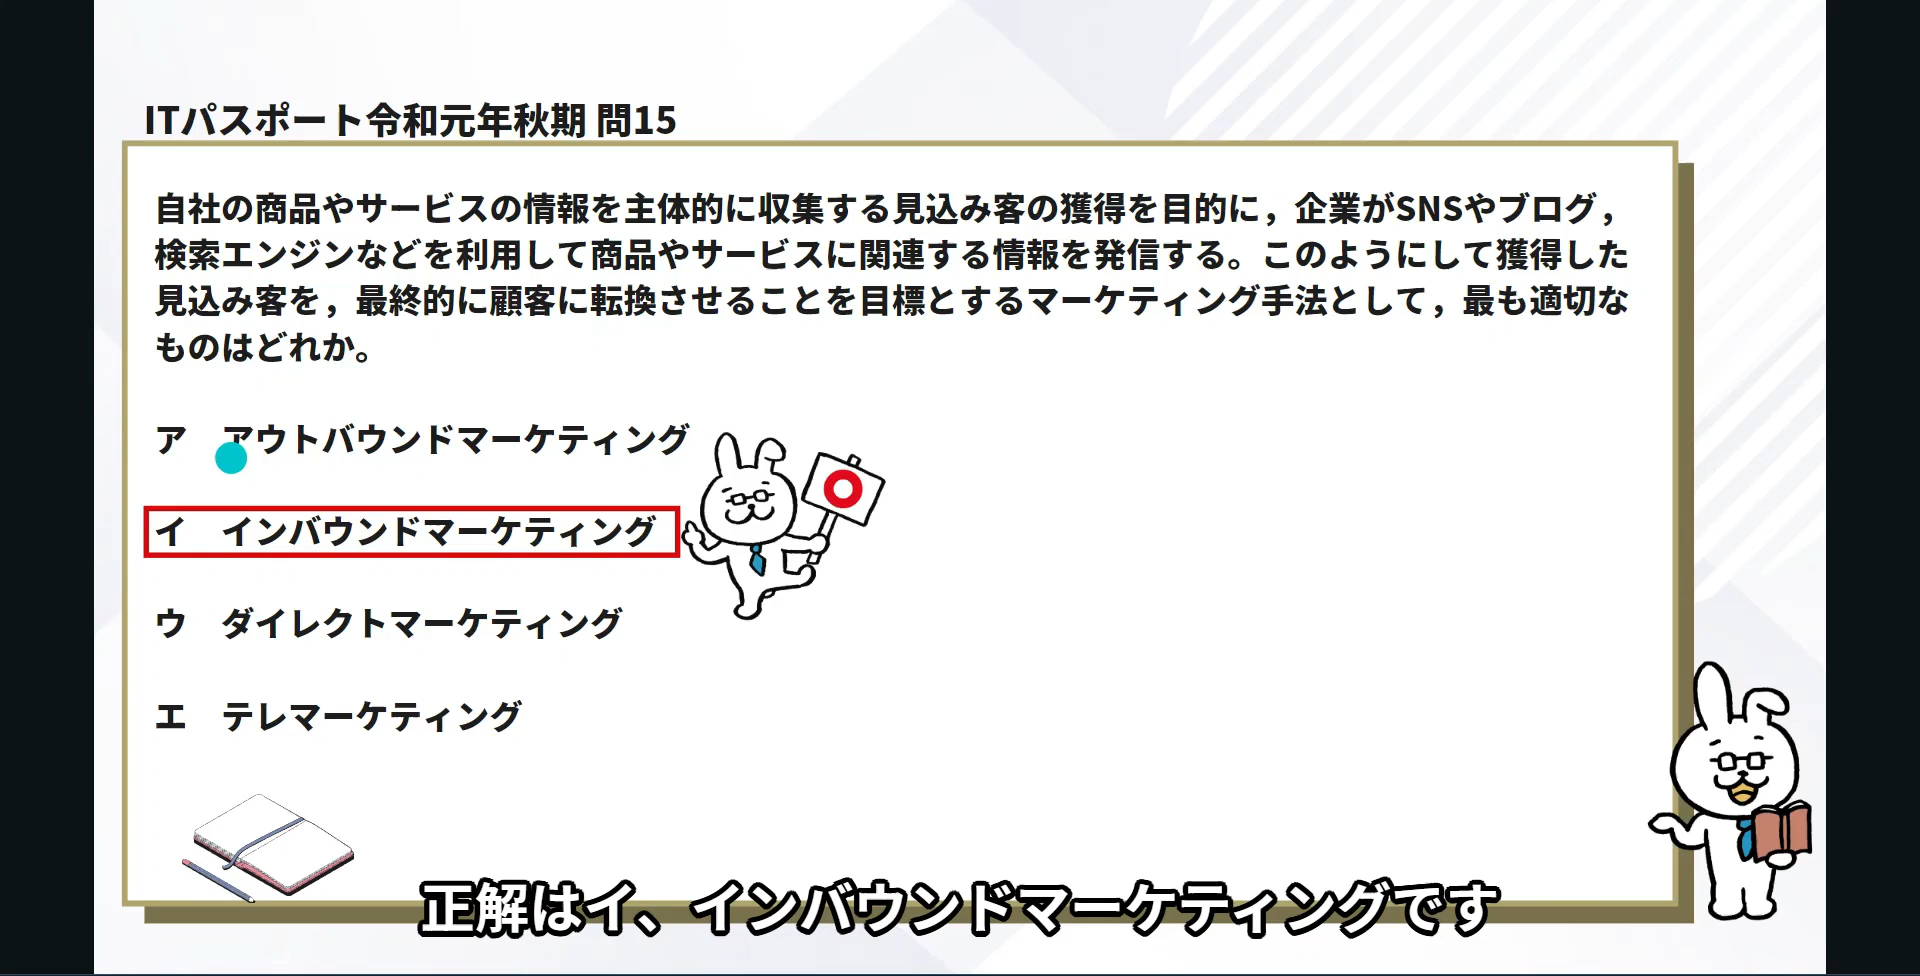 ITパスポート令和元年秋期 問15
自社の商品やサービスの情報を主体的に収集する見込み客の獲得を目的に，企業がSNSやブログ，
検索エンジンなどを利用して商品やサービスに関連する情報を発信する。このようにして獲得した
見込み客を，最終的に顧客に転換させることを目標とするマーケティング手法として，最も適切な
ものはどれか。
ア　アウトバウンドマーケティング
イ　インバウンドマーケティング
ウ　ダイレクトマーケティング
エ　テレマーケティング
正解はイ、インバウンドマーケティングです